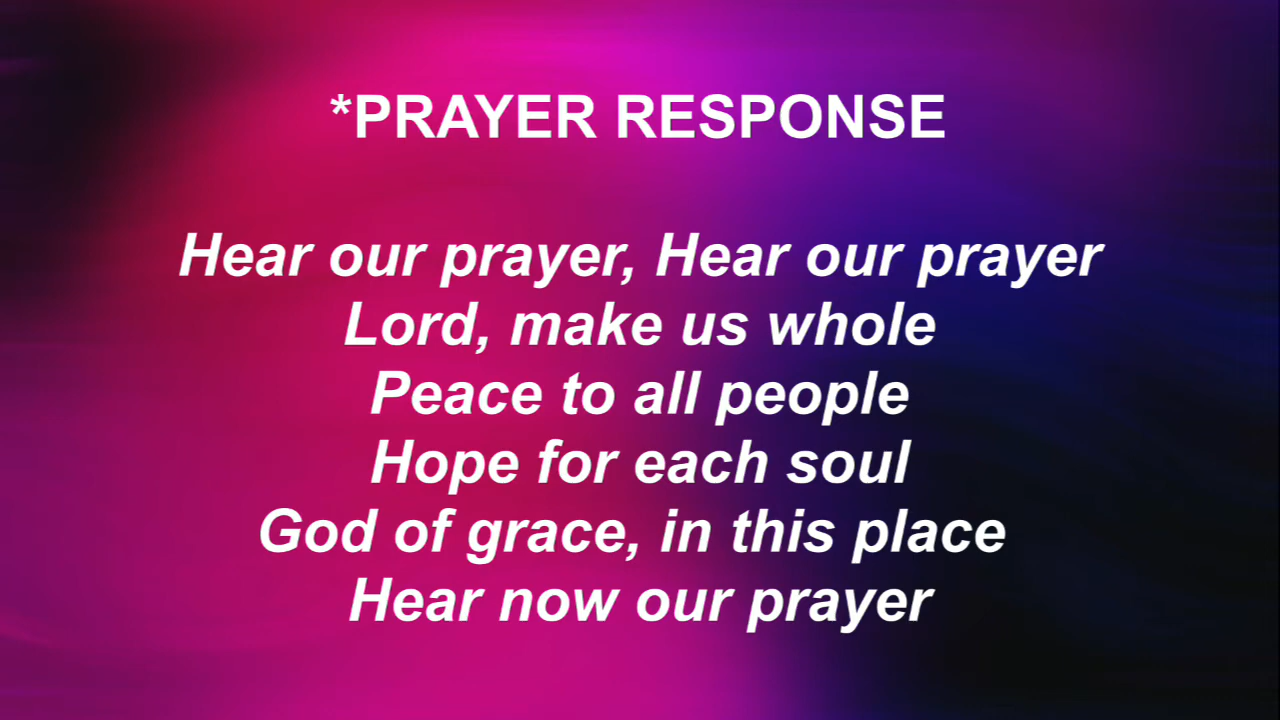 *PRAYER RESPONSE
Hear our prayer, Hear our prayer
Lord, make us whole
Peace to all people
Hope for each soul
God of grace, in this place
Hear now our prayer